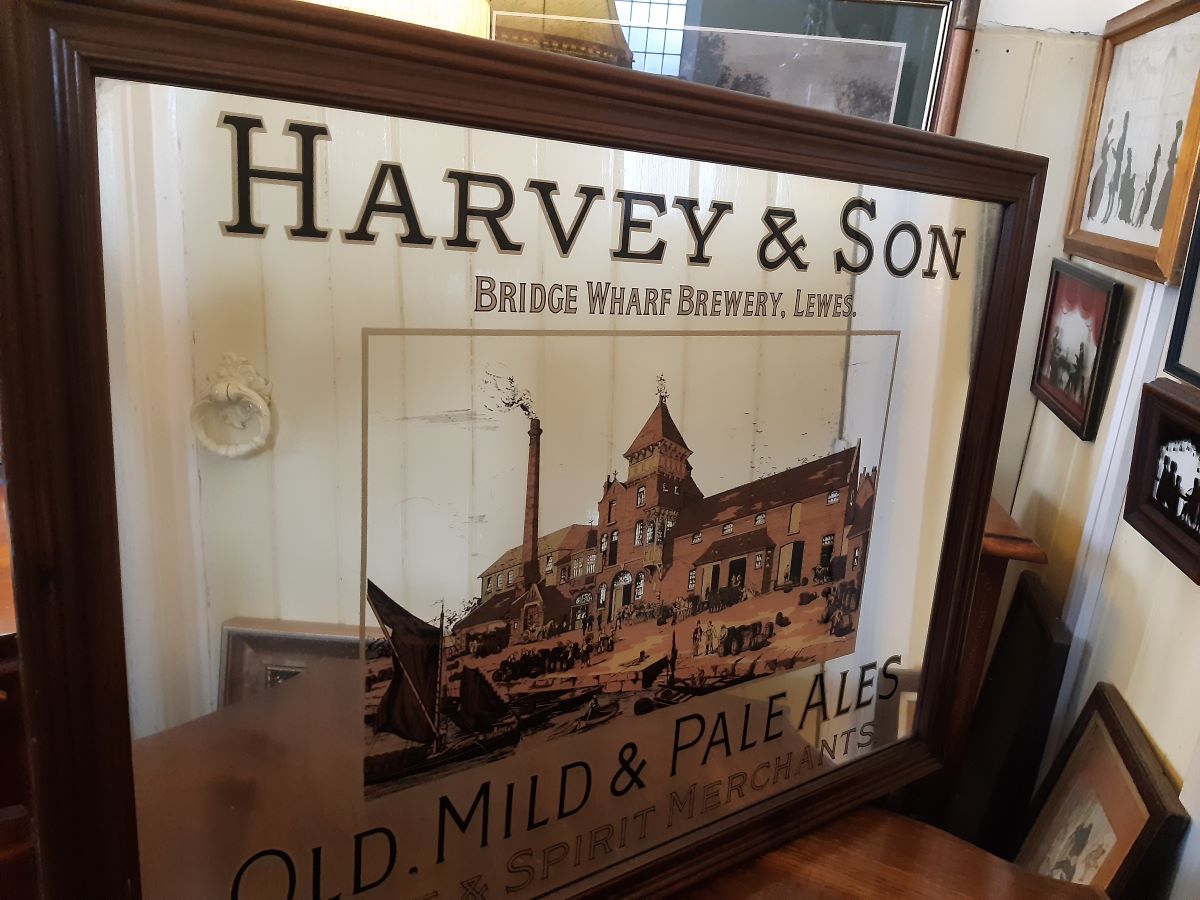 HARVEY & SON
BRIDGE WHARF BREWERY, LEWES.
OLD. MILD & PALE ALES
& SPIRIT MERCHANTS